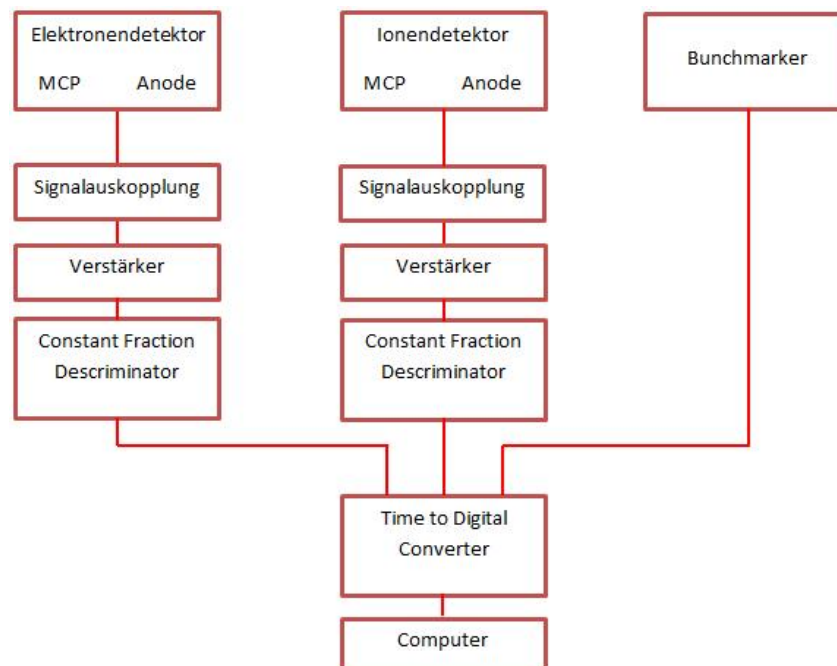 Elektronendetektor
MCP Anode
Ionendetektor
MCP Anode
Bunchmarker
Signalauskopplung
Signalauskopplung
Verstärker
Verstärker
Constant Fraction
Descriminator
Constant Fraction
Descriminator
Time to Digital
Converter
Computer